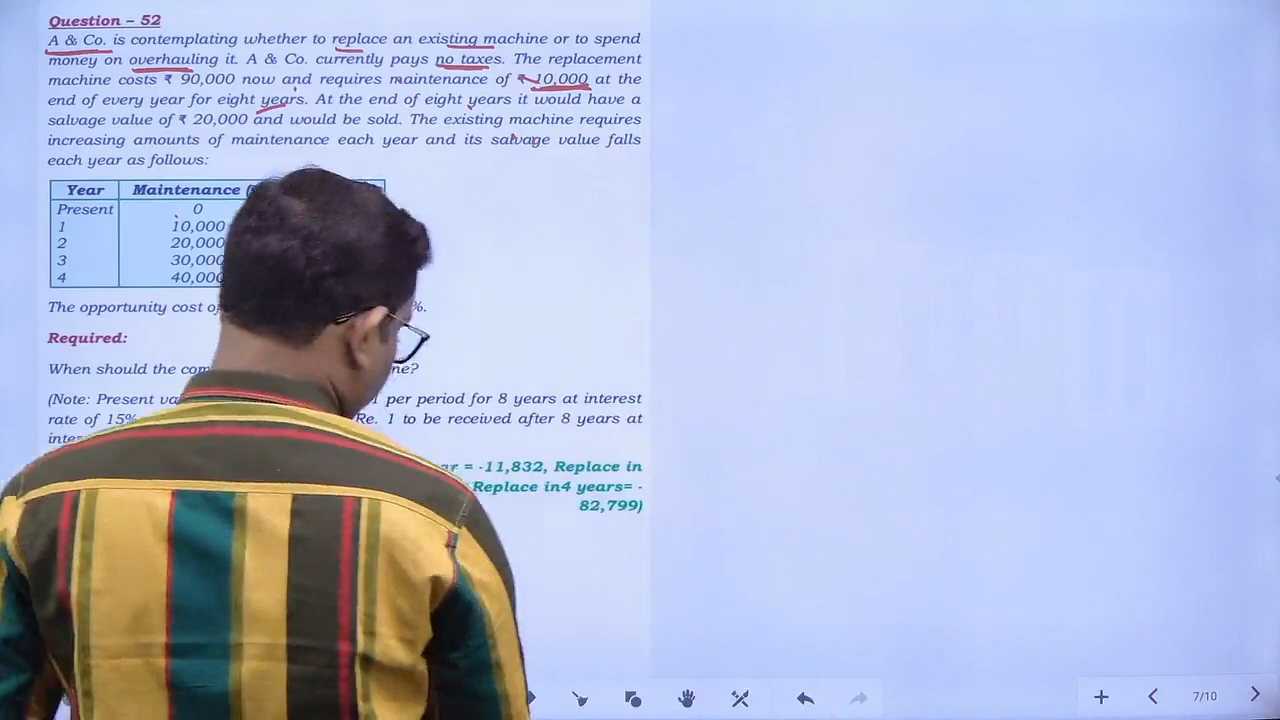 Question – 52
A & Co. is contemplating whether to replace an existing machine or to spend
money on overhauling it. A & Co. currently pays no taxes. The replacement
machine costs ₹ 90,000 now and requires maintenance of ₹ 10,000 at the
end of every year for eight years. At the end of eight years it would have a
salvage value of ₹ 20,000 and would be sold. The existing machine requires
increasing amounts of maintenance each year and its salvage value falls
each year as follows:
Year Maintenance
Present 0
1 10,000
2 20,000
3 30,000
4 40,000
The opportunity cost %.
Required:
When should the
(Note: Present per period for 8 years at interest
rate of 15% Re. 1 to be received after 8 years at
= -11,832, Replace in
Replace in4 years= -
82,799)
7/10